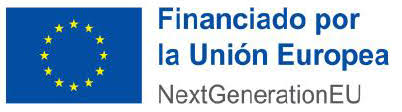 Financiado por
la Unión Europea
NextGenerationEU